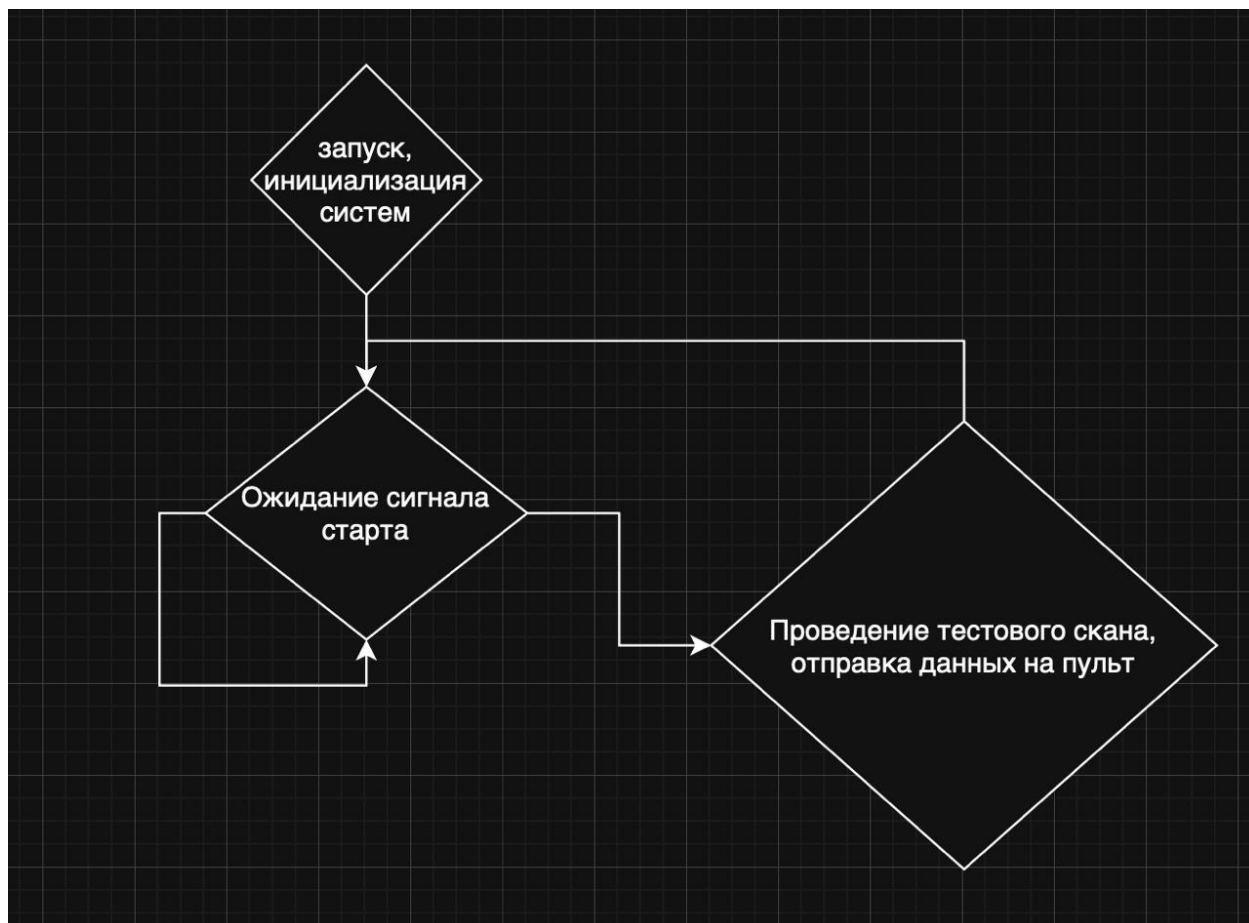 запуск,
инициализация
систем
Ожидание сигнала
старта
Проведение тестового скана,
отправка данных на пульт